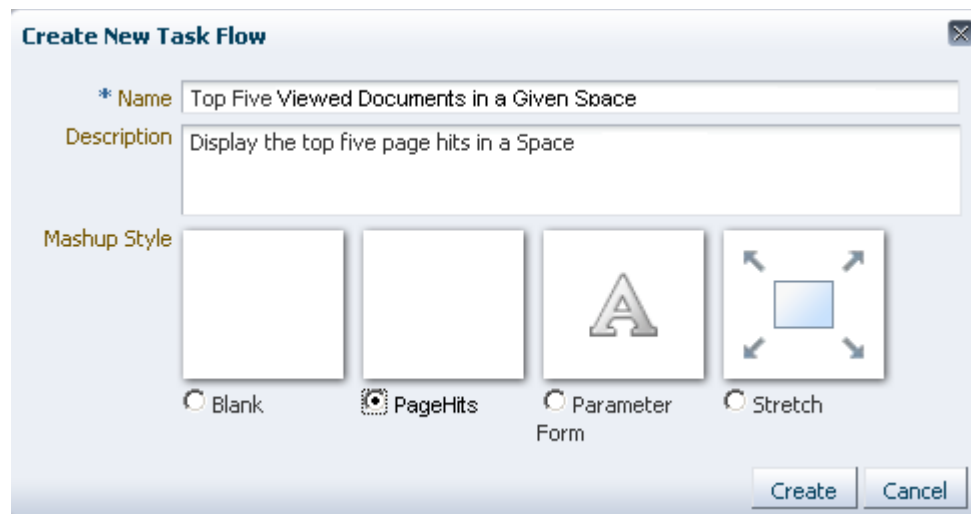 Create New Task Flow
* Name Top Five Viewed Documents in a Given Space
Description Display the top five page hits in a Space
Mashup Style
A
Blank PageHits Parameter Form Stretch
Create Cancel